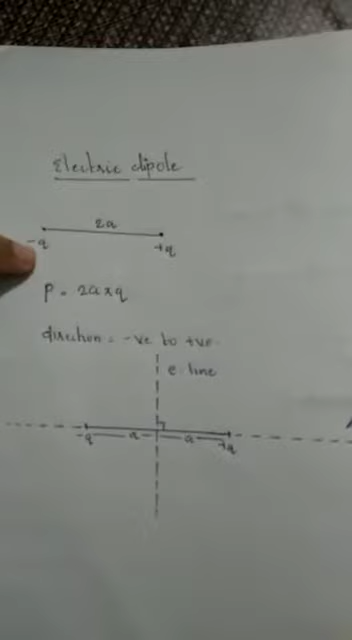 Electric dipole
2a
-q +q
P = 2a×q
direction = -ve to +ve.
e. line
-q a a +q